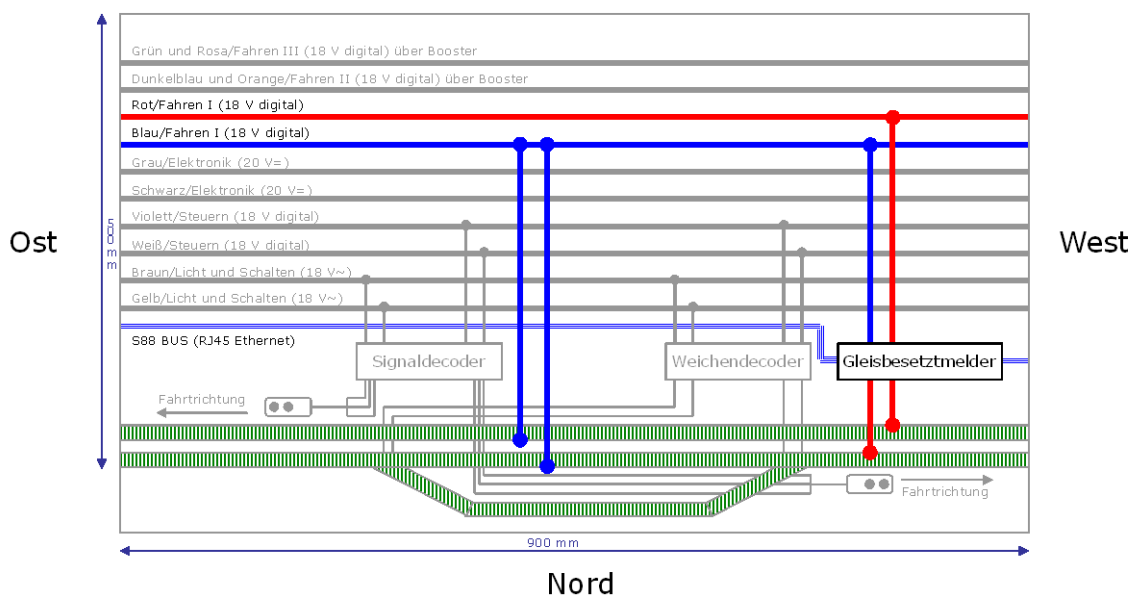 Grün und Rosa/Fahren III (18 V digital) über Booster
Dunkelblau und Orange/Fahren II (18 V digital) über Booster
Rot/Fahren I (18 V digital)
Blau/Fahren I (18 V digital)
Grau/Elektronik (20 V=)
Schwarz/Elektronik (20 V=)
Violett/Steuern (18 V digital)
Weiß/Steuern (18 V digital)
Braun/Licht und Schalten (18 V~)
Gelb/Licht und Schalten (18 V~)
S88 BUS (RJ45 Ethernet)
Ost
500 mm
West
Signaldecoder
Weichendecoder
Gleisbesetztmelder
Fahrtrichtung
Fahrtrichtung
900 mm
Nord